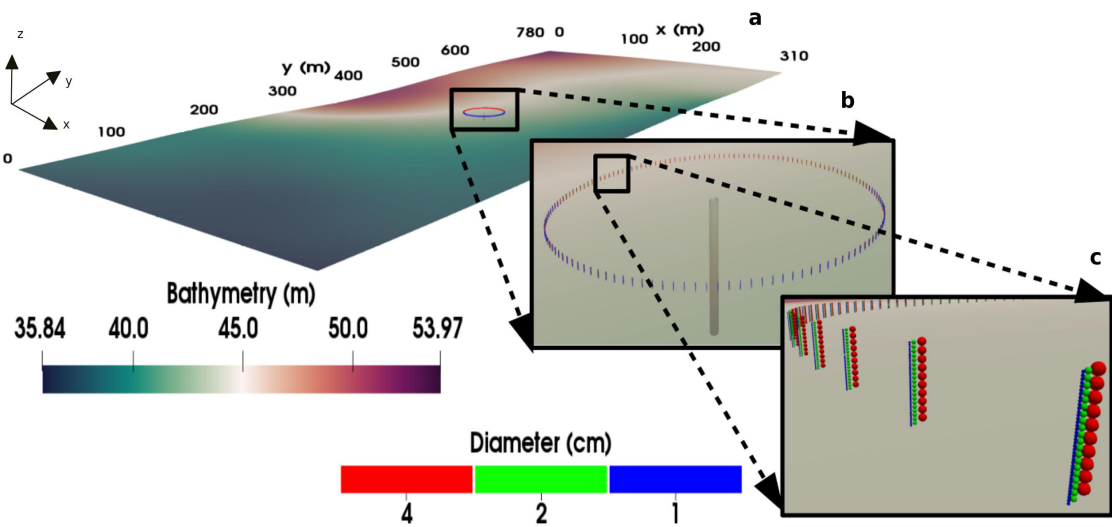 a
z
y
x
780 0
x (m)
100
200
310
600
500
y (m)
400
300
200
100
0
b
c
Bathymetry (m)
35.84 40.0 45.0 50.0 53.97
Diameter (cm)
4 2 1